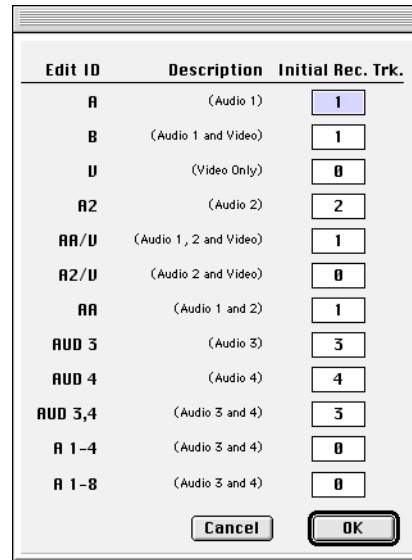 Edit ID Description Initial Rec. Trk.
A (Audio 1) 1
B (Audio 1 and Video) 1
V (Video Only) 0
A2 (Audio 2) 2
AA/V (Audio 1, 2 and Video) 1
A2/V (Audio 2 and Video) 0
AA (Audio 1 and 2) 1
AUD 3 (Audio 3) 3
AUD 4 (Audio 4) 4
AUD 3,4 (Audio 3 and 4) 3
A 1-4 (Audio 3 and 4) 0
A 1-8 (Audio 3 and 4) 0
Cancel OK